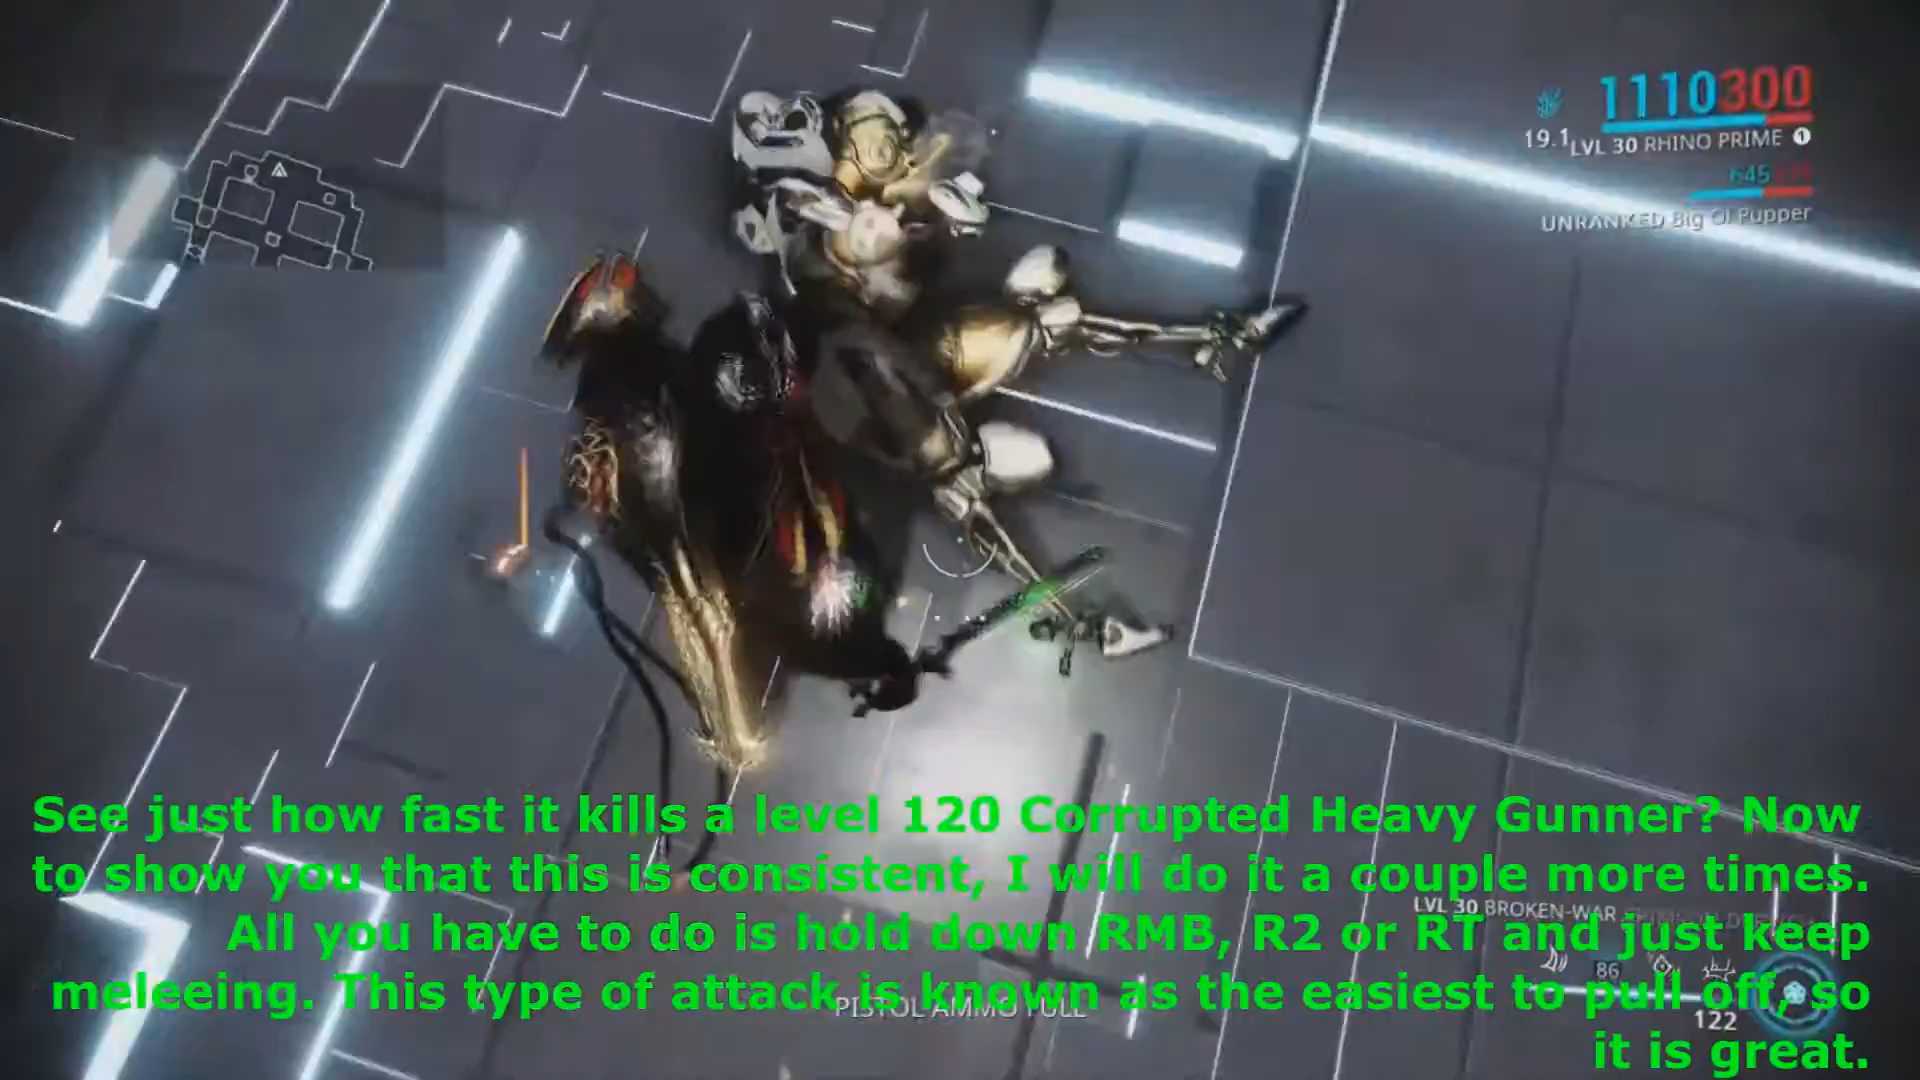 1110300
19.1 LVL 30 RHINO PRIME 1
645
UNRANKED Big Ol Pupper
See just how fast it kills a level 120 Corrupted Heavy Gunner? Now
to show you that this is consistent, I will do it a couple more times.
LVL 30 BROKEN-WAR
All you have to do is hold down RMB, R2 or RT and just keep
86
meleeing. This type of attack is known as the easiest to pull off, so
PISTOL AMMO FULL
122
it is great.